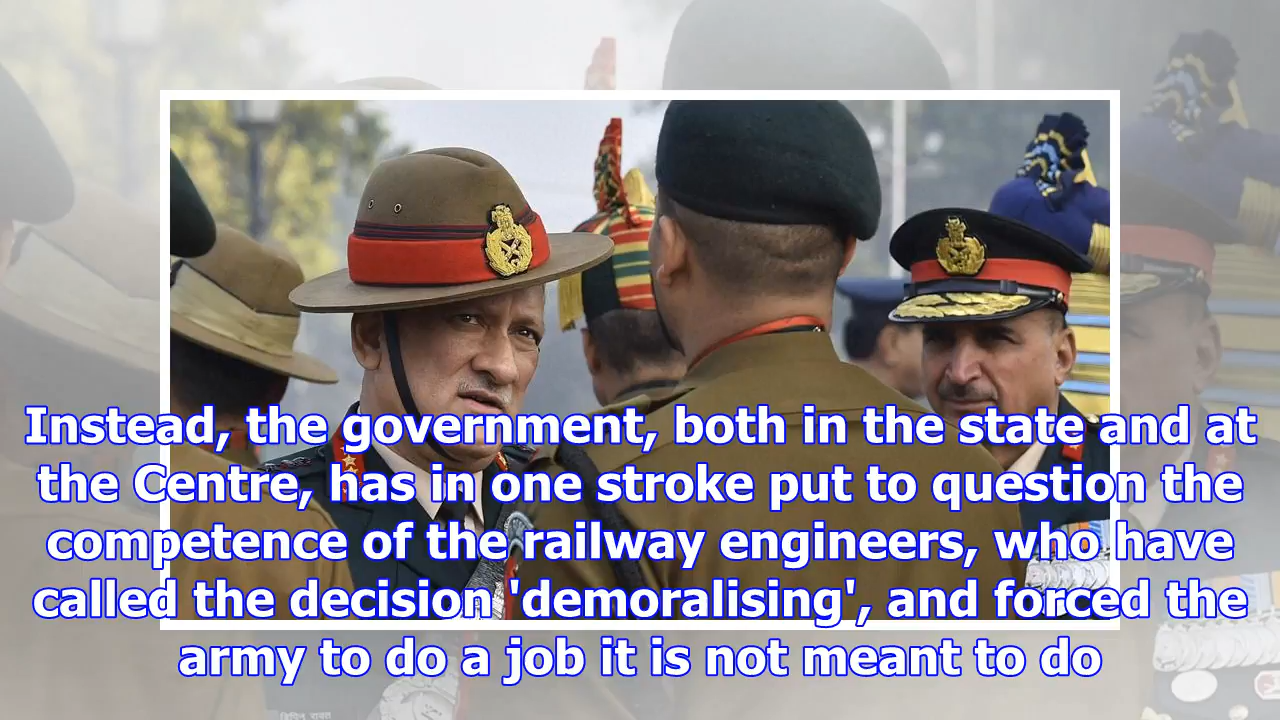 Instead, the government, both in the state and at
the Centre, has in one stroke put to question the
competence of the railway engineers, who have
called the decision 'demoralising', and forced the
army to do a job it is not meant to do
बिपिन रावत